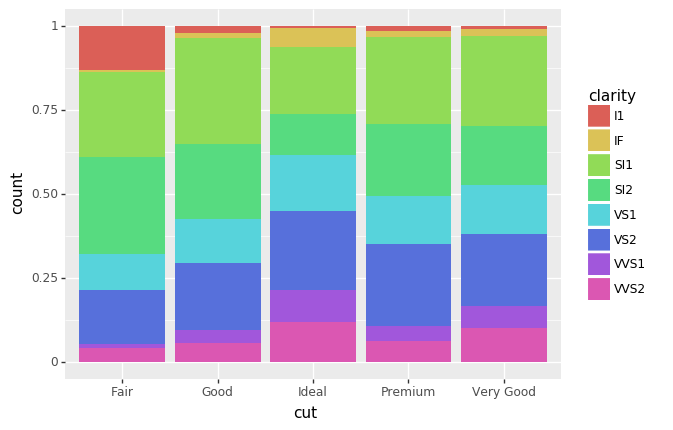 1
0.75
0.50
0.25
0
count
Fair Good Ideal Premium Very Good
cut
clarity
I1
IF
SI1
SI2
VS1
VS2
VVS1
VVS2